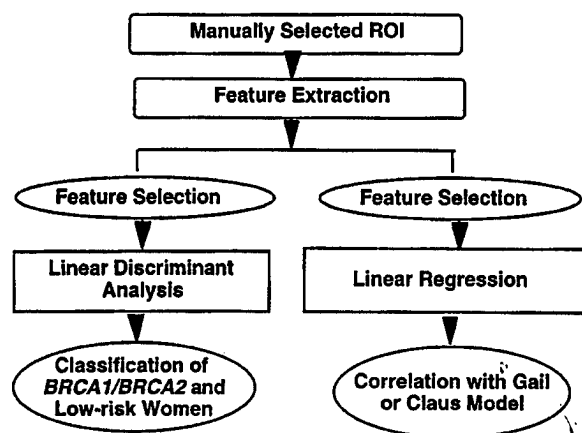 Manually Selected ROI
Feature Extraction
Feature Selection
Feature Selection
Linear Discriminant
Analysis
Linear Regression
Classification of
BRCA1/BRCA2 and
Low-risk Women
Correlation with Gail
or Claus Model